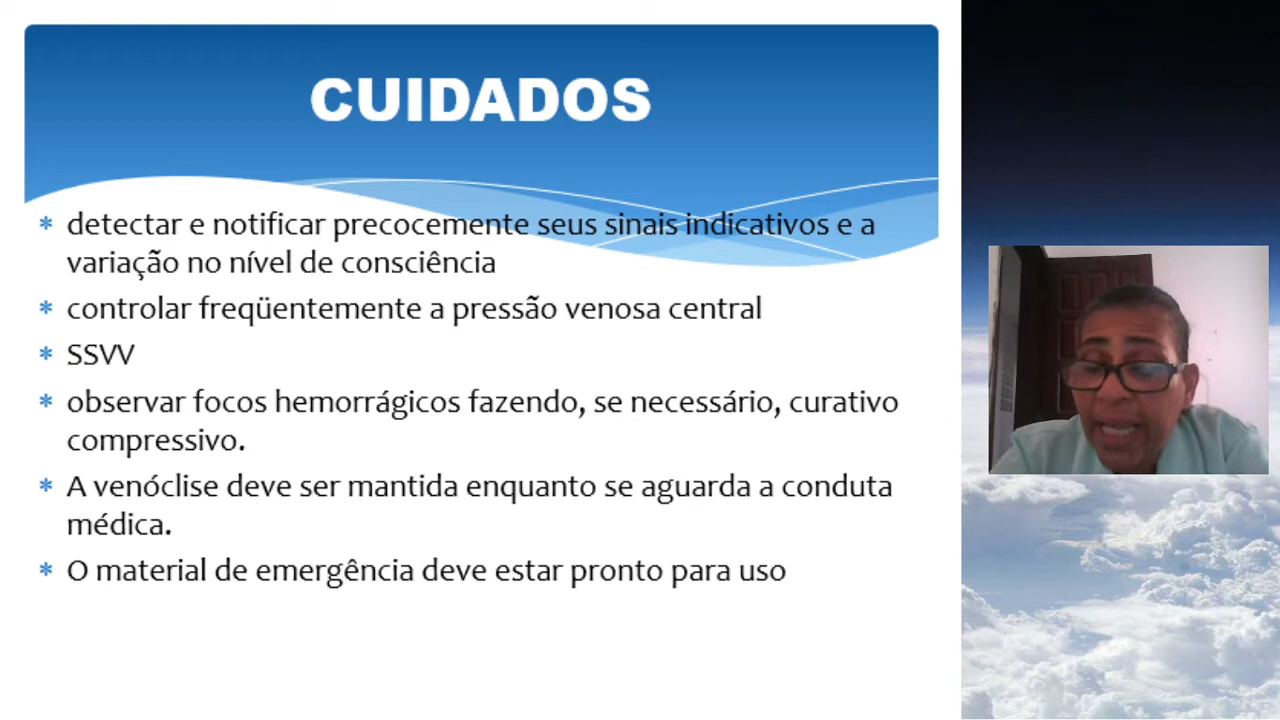 CUIDADOS
* detectar e notificar precocemente seus sinais indicativos e a
variação no nível de consciência
* controlar freqüentemente a pressão venosa central
* SSVV
* observar focos hemorrágicos fazendo, se necessário, curativo
compressivo.
* A venóclise deve ser mantida enquanto se aguarda a conduta
médica.
* O material de emergência deve estar pronto para uso